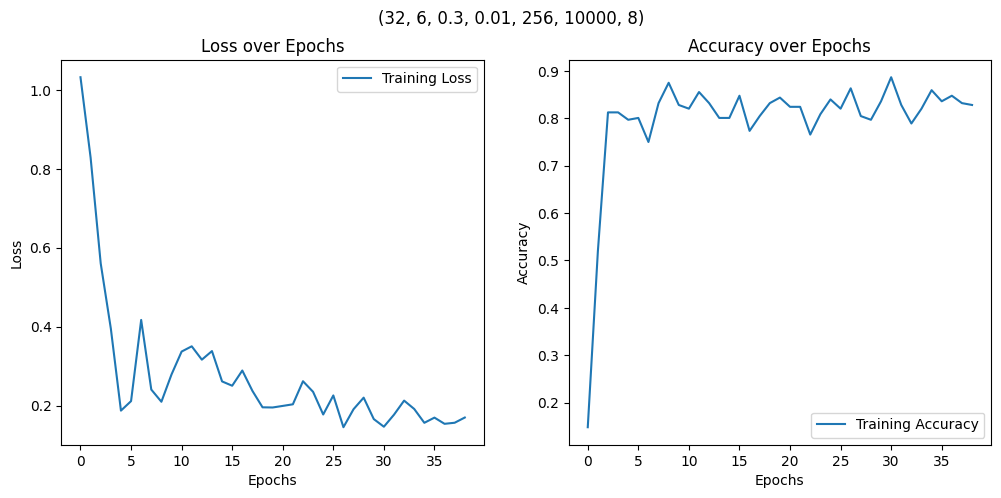 (32, 6, 0.3, 0.01, 256, 10000, 8)
Loss over Epochs
Training Loss
1.0
0.8
0.6
0.4
0.2
Loss
0 5 10 15 20 25 30 35
Epochs
Accuracy over Epochs
0.9
0.8
0.7
0.6
0.5
0.4
0.3
0.2
Accuracy
Training Accuracy
0 5 10 15 20 25 30 35
Epochs